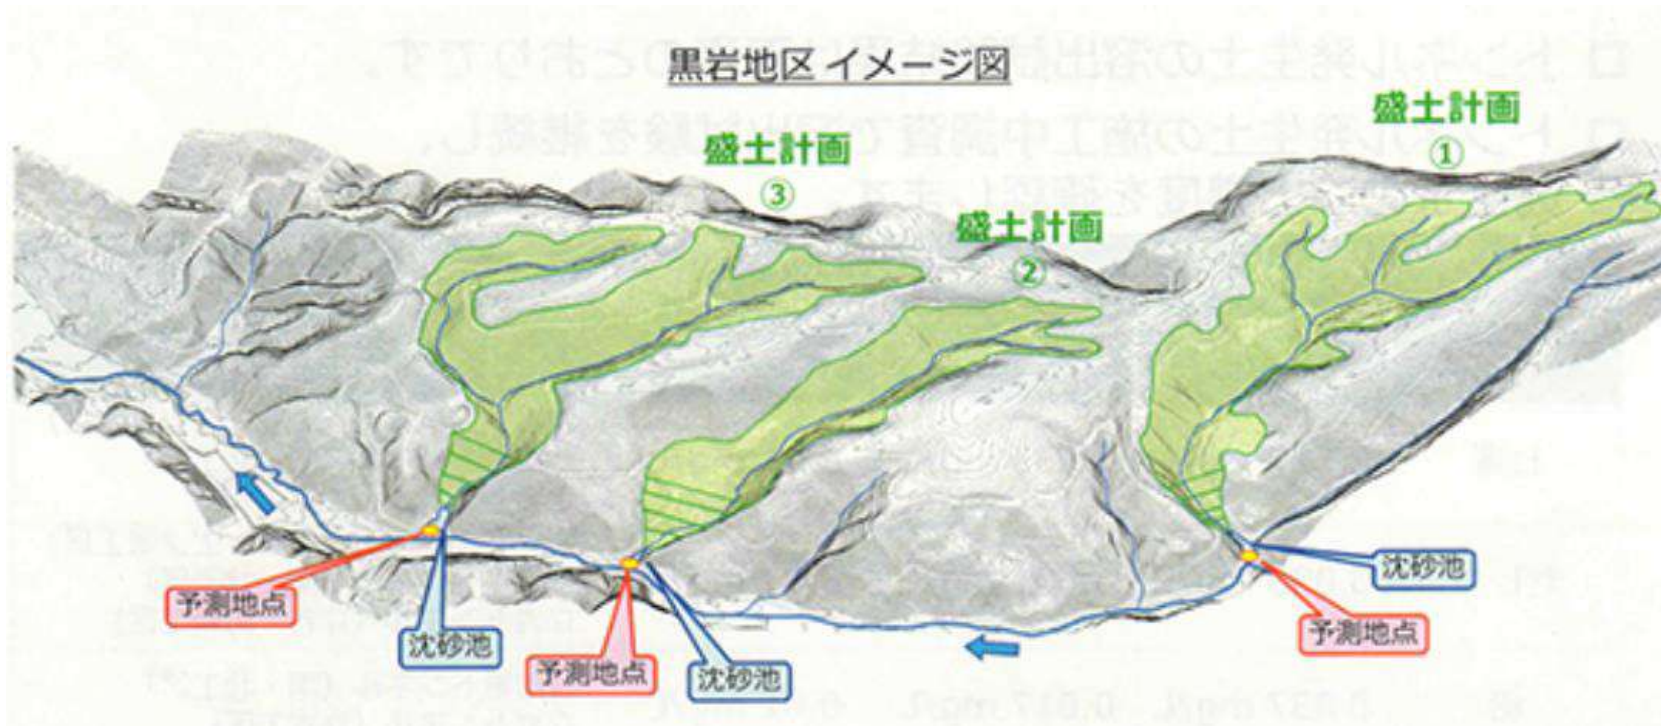 黒岩地区 イメージ図
盛土計画
①
盛土計画
③
盛土計画
②
沈砂池
予測地点
予測地点
沈砂池
予測地点
沈砂池